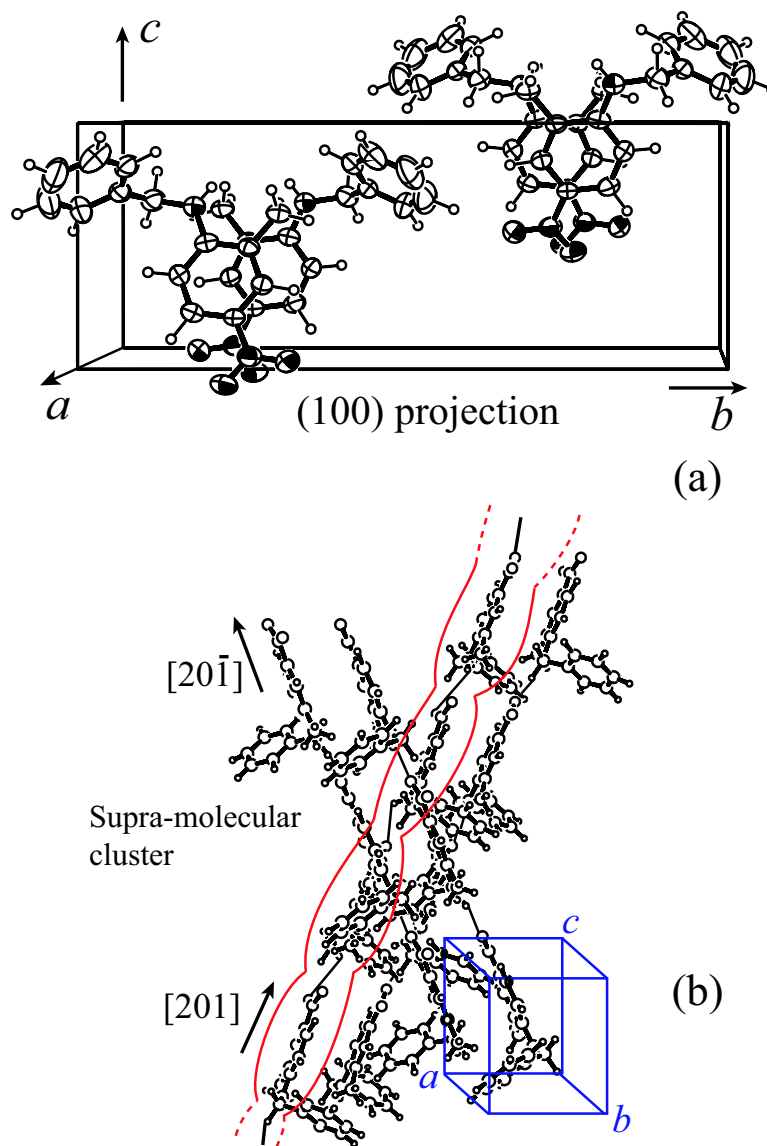 c
a
(100) projection
b
(a)
[201̄]
Supra-molecular
cluster
c
[201]
(b)
a
b